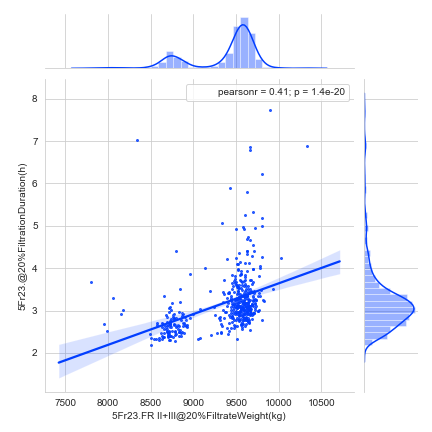 pearsonr = 0.41; p = 1.4e-20
8
7
6
5
4
3
2
5Fr23.@20%FiltrationDuration(h)
7500 8000 8500 9000 9500 10000 10500
5Fr23.FR II+III@20%FiltrateWeight(kg)